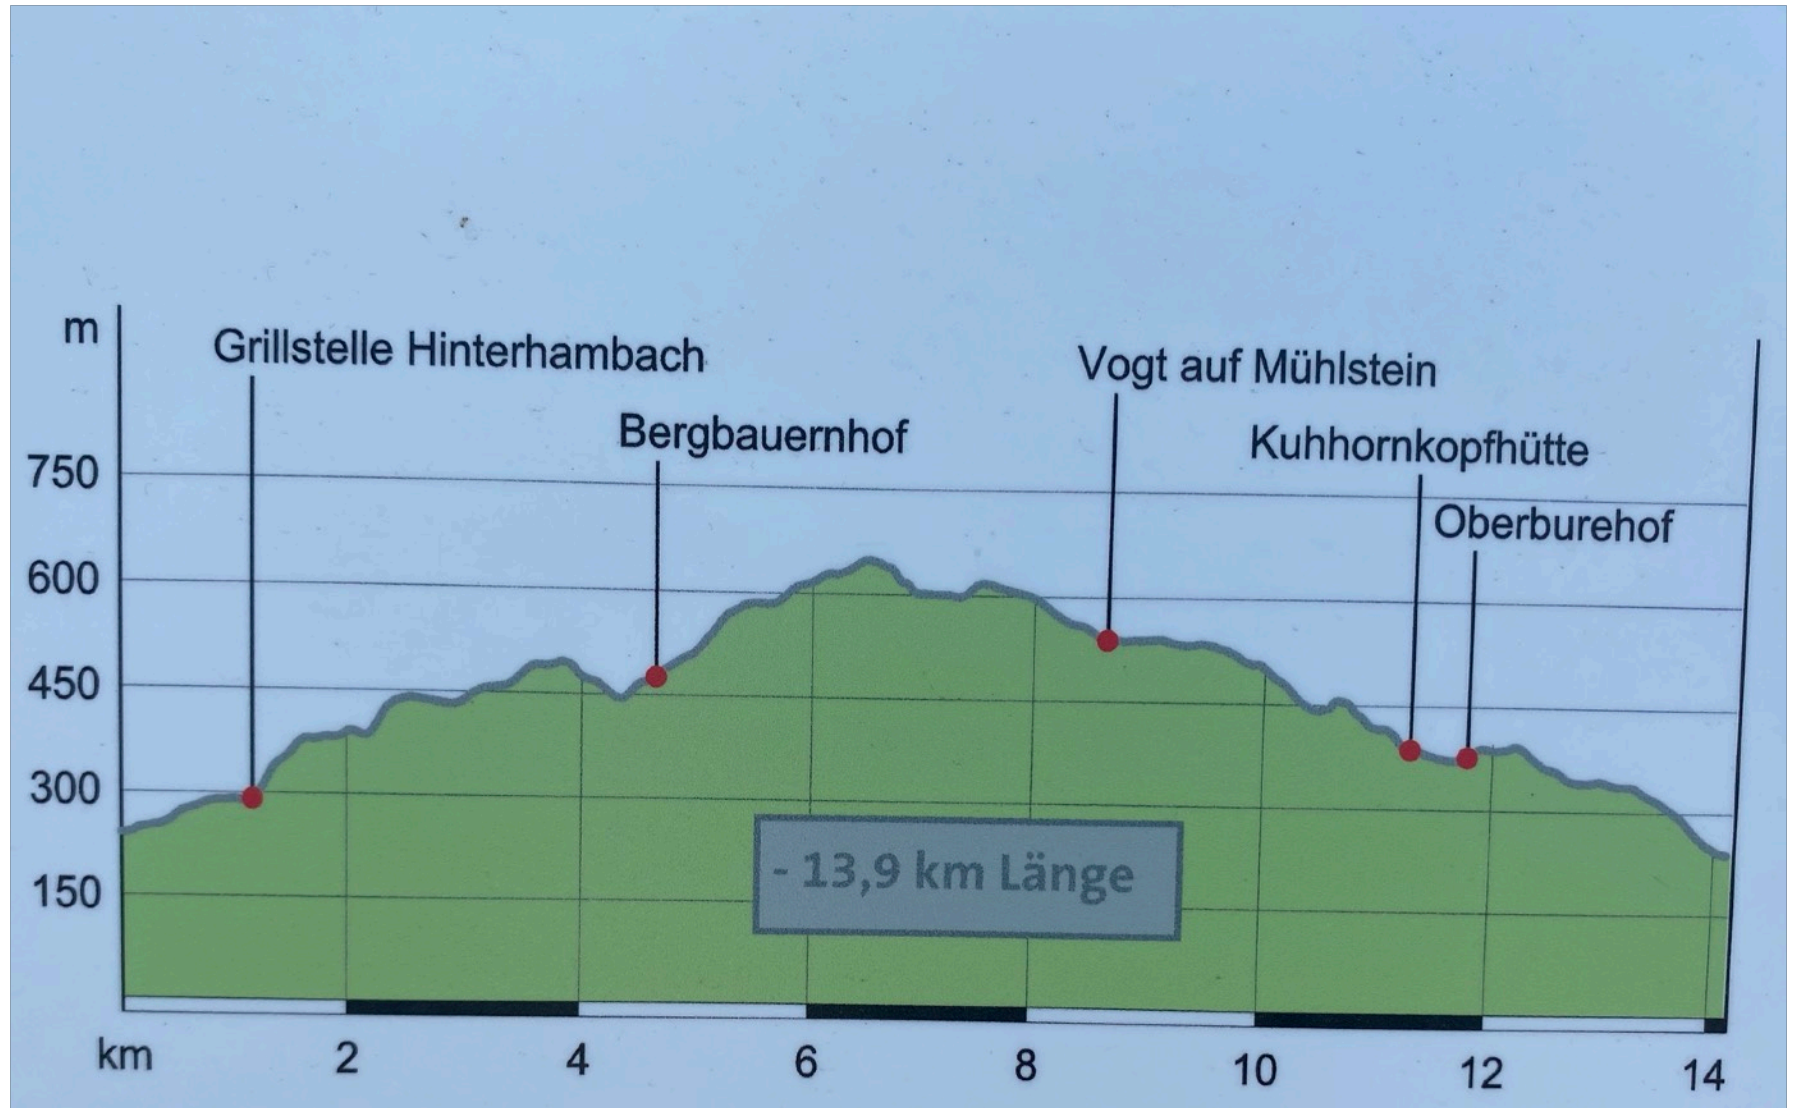 m
Grillstelle Hinterhambach
Vogt auf Mühlstein
Bergbauernhof
Kuhhornkopfhütte
750
Oberburehof
600
450
300
- 13,9 km Länge
150
km 2 4 6 8 10 12 14